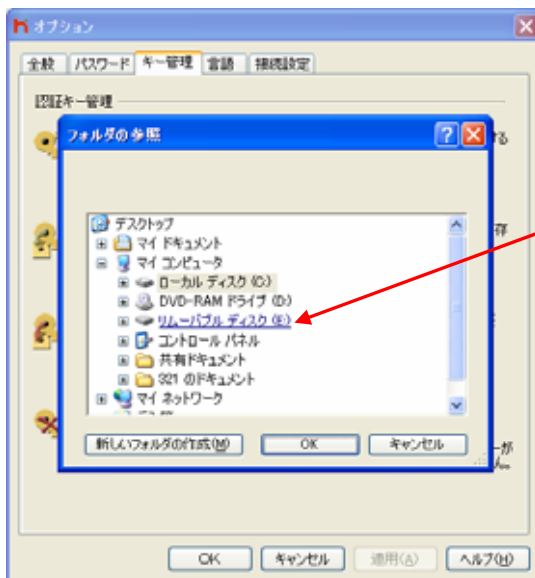 オプション
全般 パスワード キー管理 言語 接続設定
認証キー管理
フォルダの参照
する
デスクトップ
マイ ドキュメント
存
マイ コンピュータ
ローカル ディスク (C:)
DVD-RAM ドライブ (D:)
リムーバブル ディスク (E:)
コントロール パネル
共有ドキュメント
321 のドキュメント
マイ ネットワーク
新しいフォルダの作成(M) OK キャンセル
ーが
ん。
OK キャンセル 適用(A) ヘルプ(H)